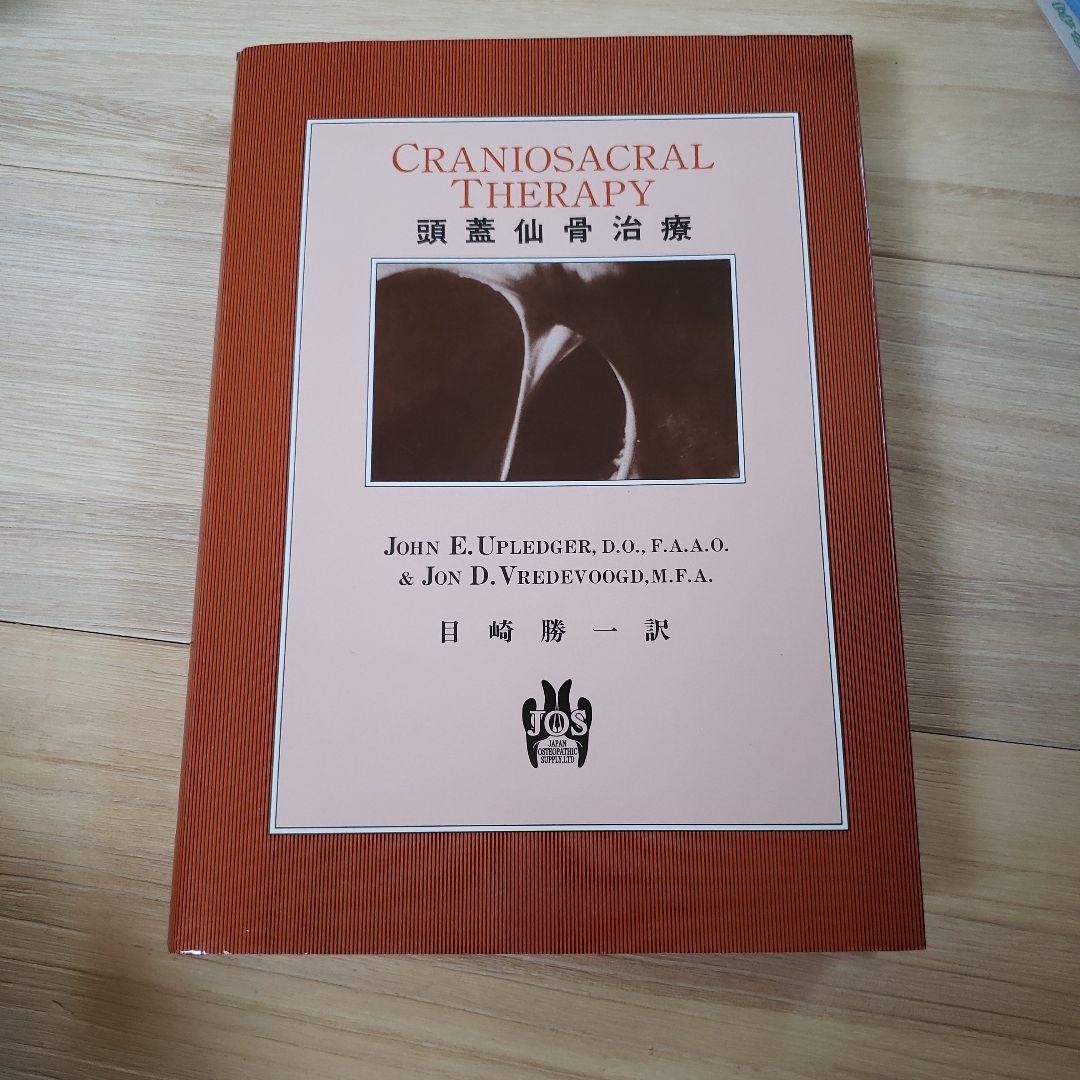 CRANIOSACRAL
THERAPY
頭蓋仙骨治療
JOHN E. UPLEDGER, D.O., F.A.A.O.
& JON D. VREDEVOOGD, M.F.A.
目崎勝一訳
JOS
JAPAN
OSTEOPATHIC
SUPPLY.LTD